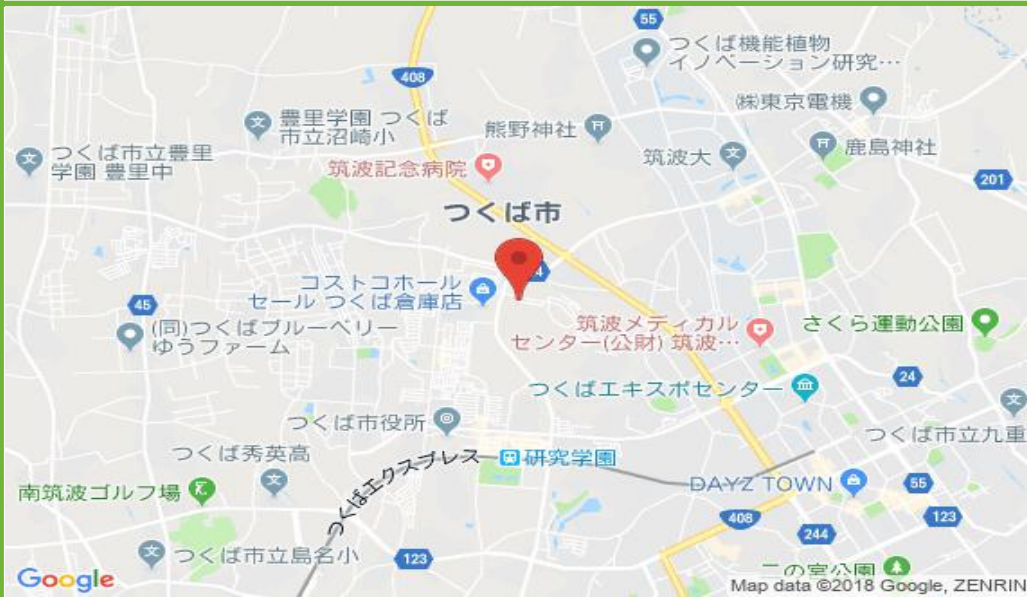 55
つくば機能植物
イノベーション研究…
408
㈱東京電機
豊里学園 つくば
市立沼崎小
熊野神社
鹿島神社
つくば市立豊里
学園 豊里中
筑波大
筑波記念病院
201
つくば市
4
コストコホール
セール つくば倉庫店
45
(同)つくばブルーベリー
ゆうファーム
筑波メディカル
センター(公財) 筑波…
さくら運動公園
つくばエキスポセンター
24
つくば市役所
つくば市立九重
つくば秀英高
つくばエクスプレス
研究学園
南筑波ゴルフ場
DAYZ TOWN
55
408
123
244
つくば市立島名小
123
二の宮公園
Google
Map data ©2018 Google, ZENRIN